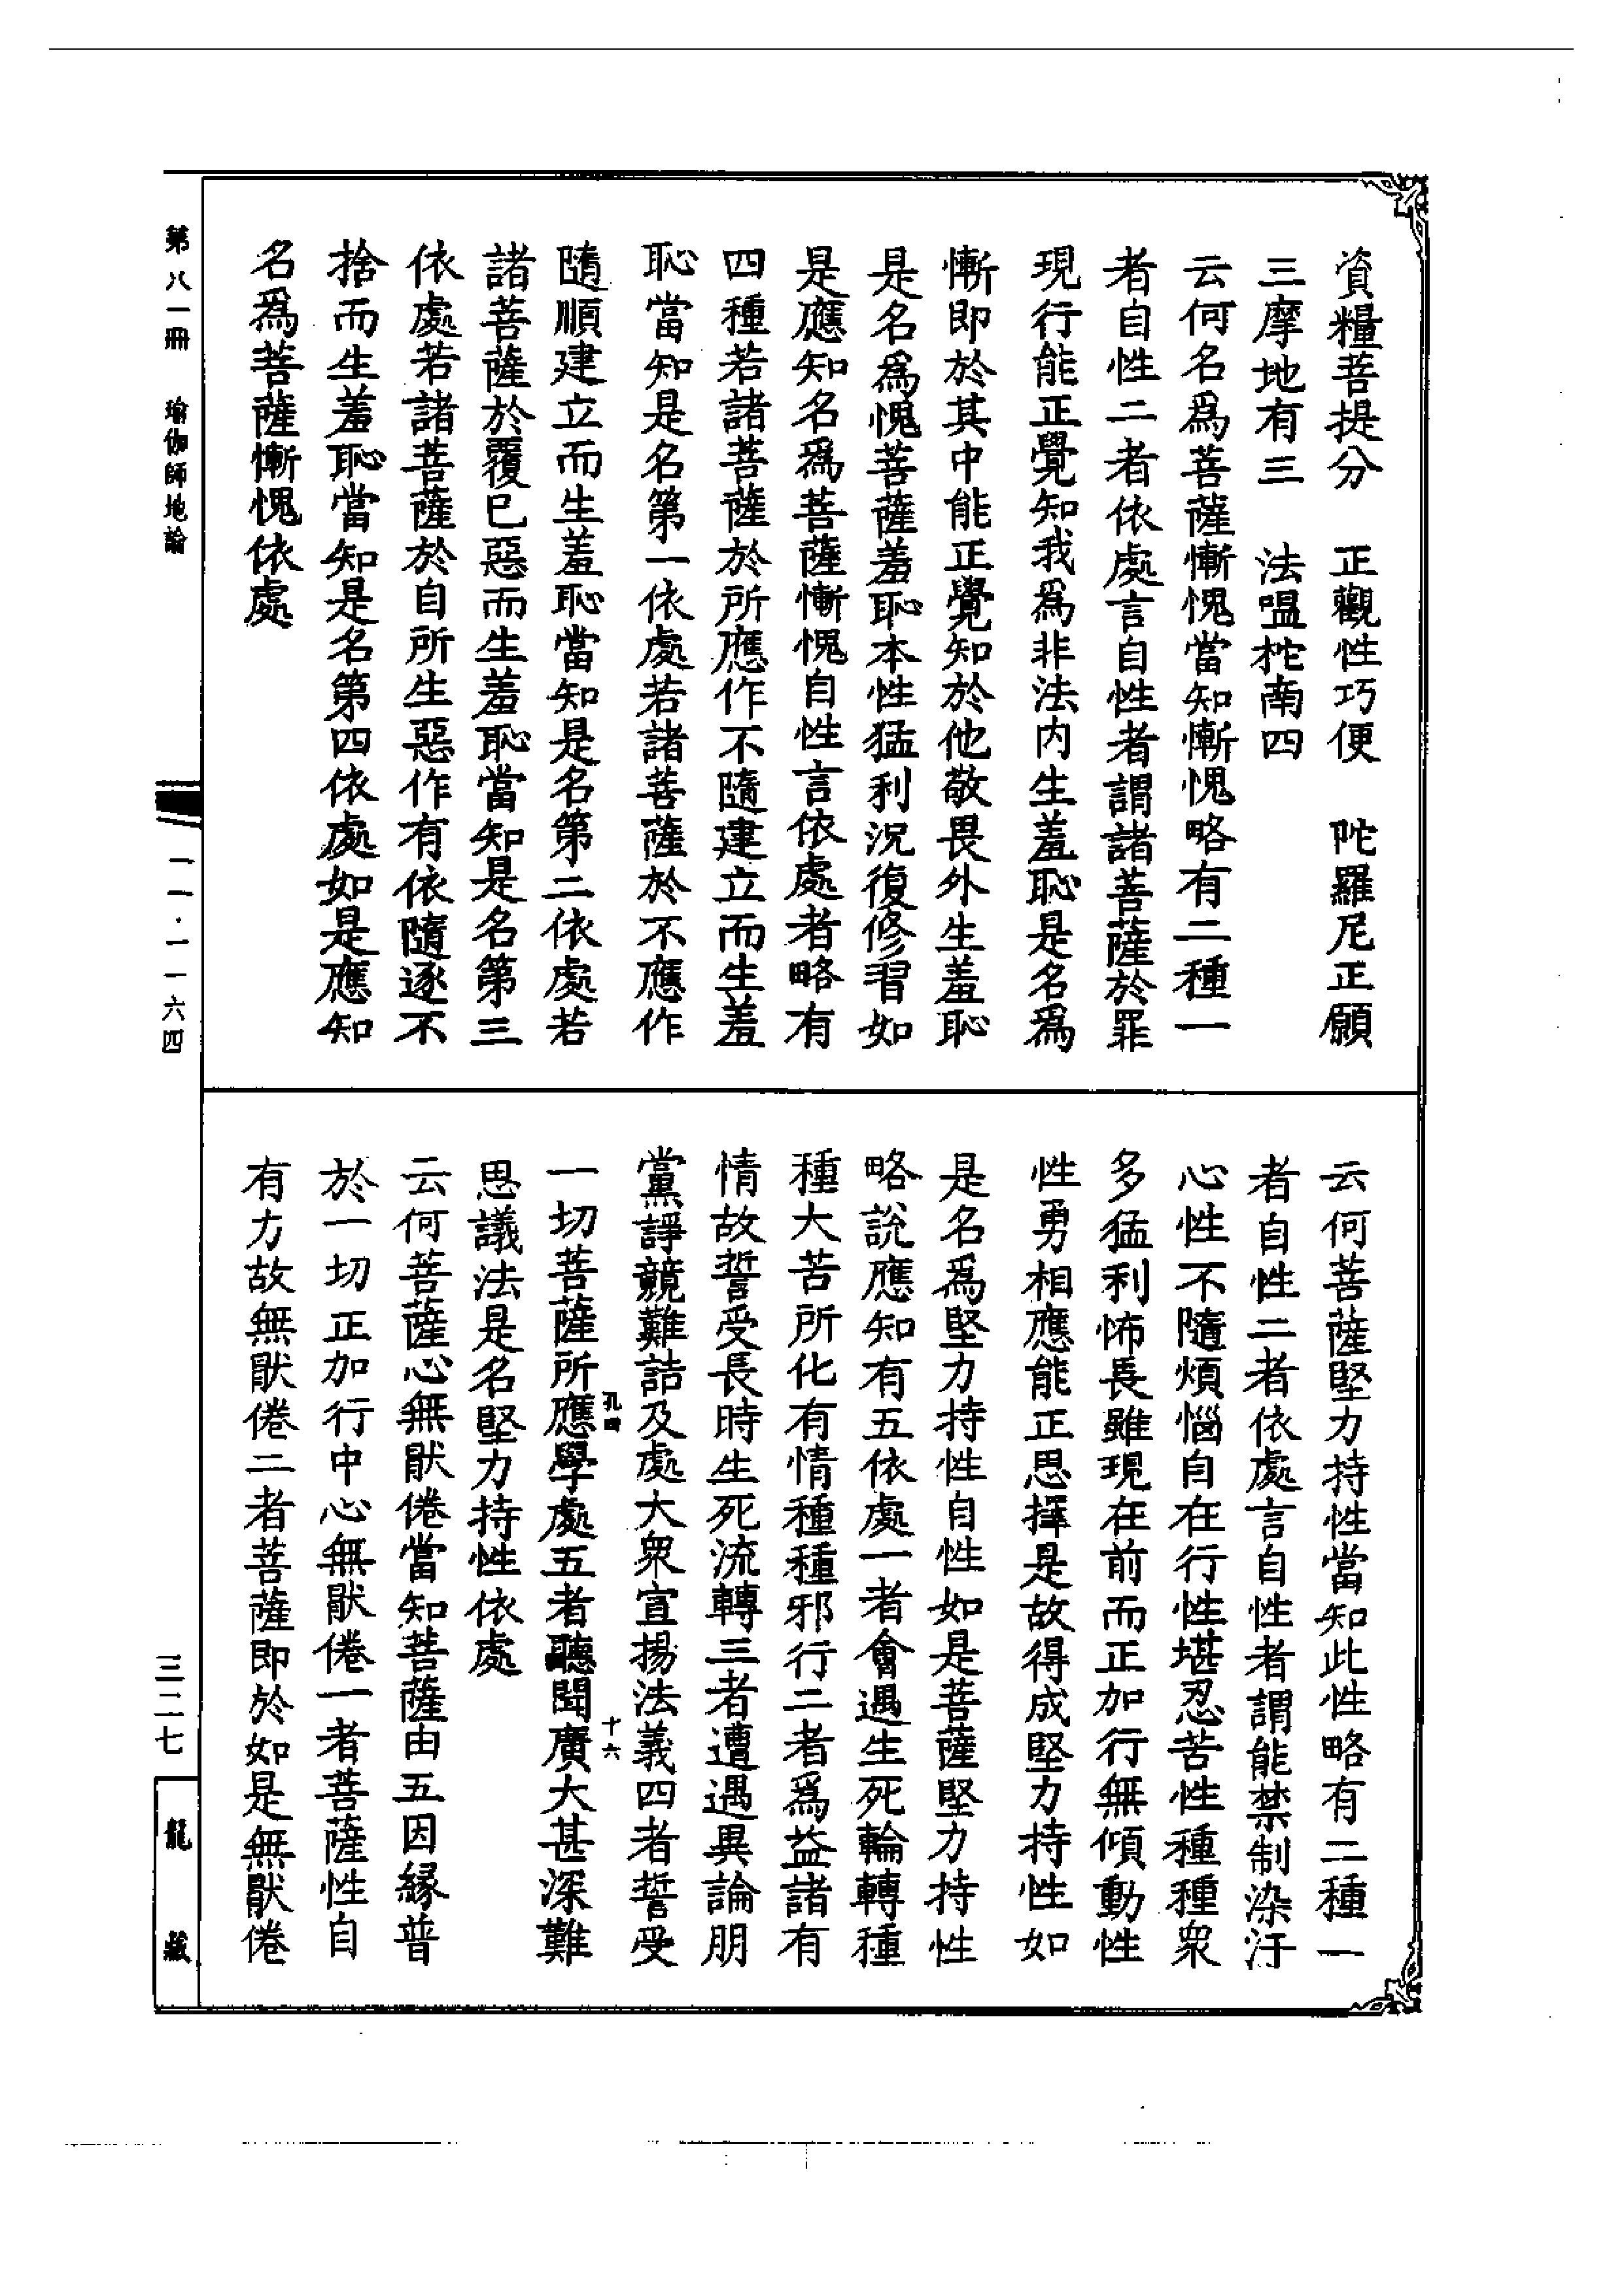 資糧菩提分　正觀性巧便　陀羅尼正願
三摩地有三　法嗢柁南四
云何名爲菩薩慚愧當知慚愧略有二種一
者自性二者依處言自性者謂諸菩薩於罪
現行能正覺知我爲非法内生羞恥是名爲
慚即於其中能正覺知於他敬畏外生羞恥
是名爲愧菩薩羞恥本性猛利況復修習如
是應知名爲菩薩慚愧自性言依處者略有
四種若諸菩薩於所應作不隨建立而生羞
恥當知是名第一依處若諸菩薩於不應作
隨順建立而生羞恥當知是名第二依處若
諸菩薩於覆已惡而生羞恥當知是名第三
依處若諸菩薩於自所生惡作有依隨逐不
捨而生羞恥當知是名第四依處如是應知
名爲菩薩慚愧依處
云何菩薩堅力持性當知此性略有二種一
者自性二者依處言自性者謂能禁制染汙
心性不隨煩惱自在行性堪忍苦性種種衆
多猛利怖畏雖現在前而正加行無傾動性
性勇相應能正思擇是故得成堅力持性如
是名爲堅力持性自性如是菩薩堅力持性
略說應知有五依處一者會遇生死輪轉種
種大苦所化有情種種邪行二者爲益諸有
情故誓受長時生死流轉三者遭遇異論朋
黨諍競難詰及處大衆宣揚法義四者誓受
一切菩薩所應學處五者聽聞廣大甚深難
思議法是名堅力持性依處
云何菩薩心無猒倦當知菩薩由五因緣普
於一切正加行中心無猒倦一者菩薩性自
有力故無猒倦二者菩薩即於如是無猒倦
孔四
十六
第八一冊　瑜伽師地論
一一·一一六四
三二七
龍藏